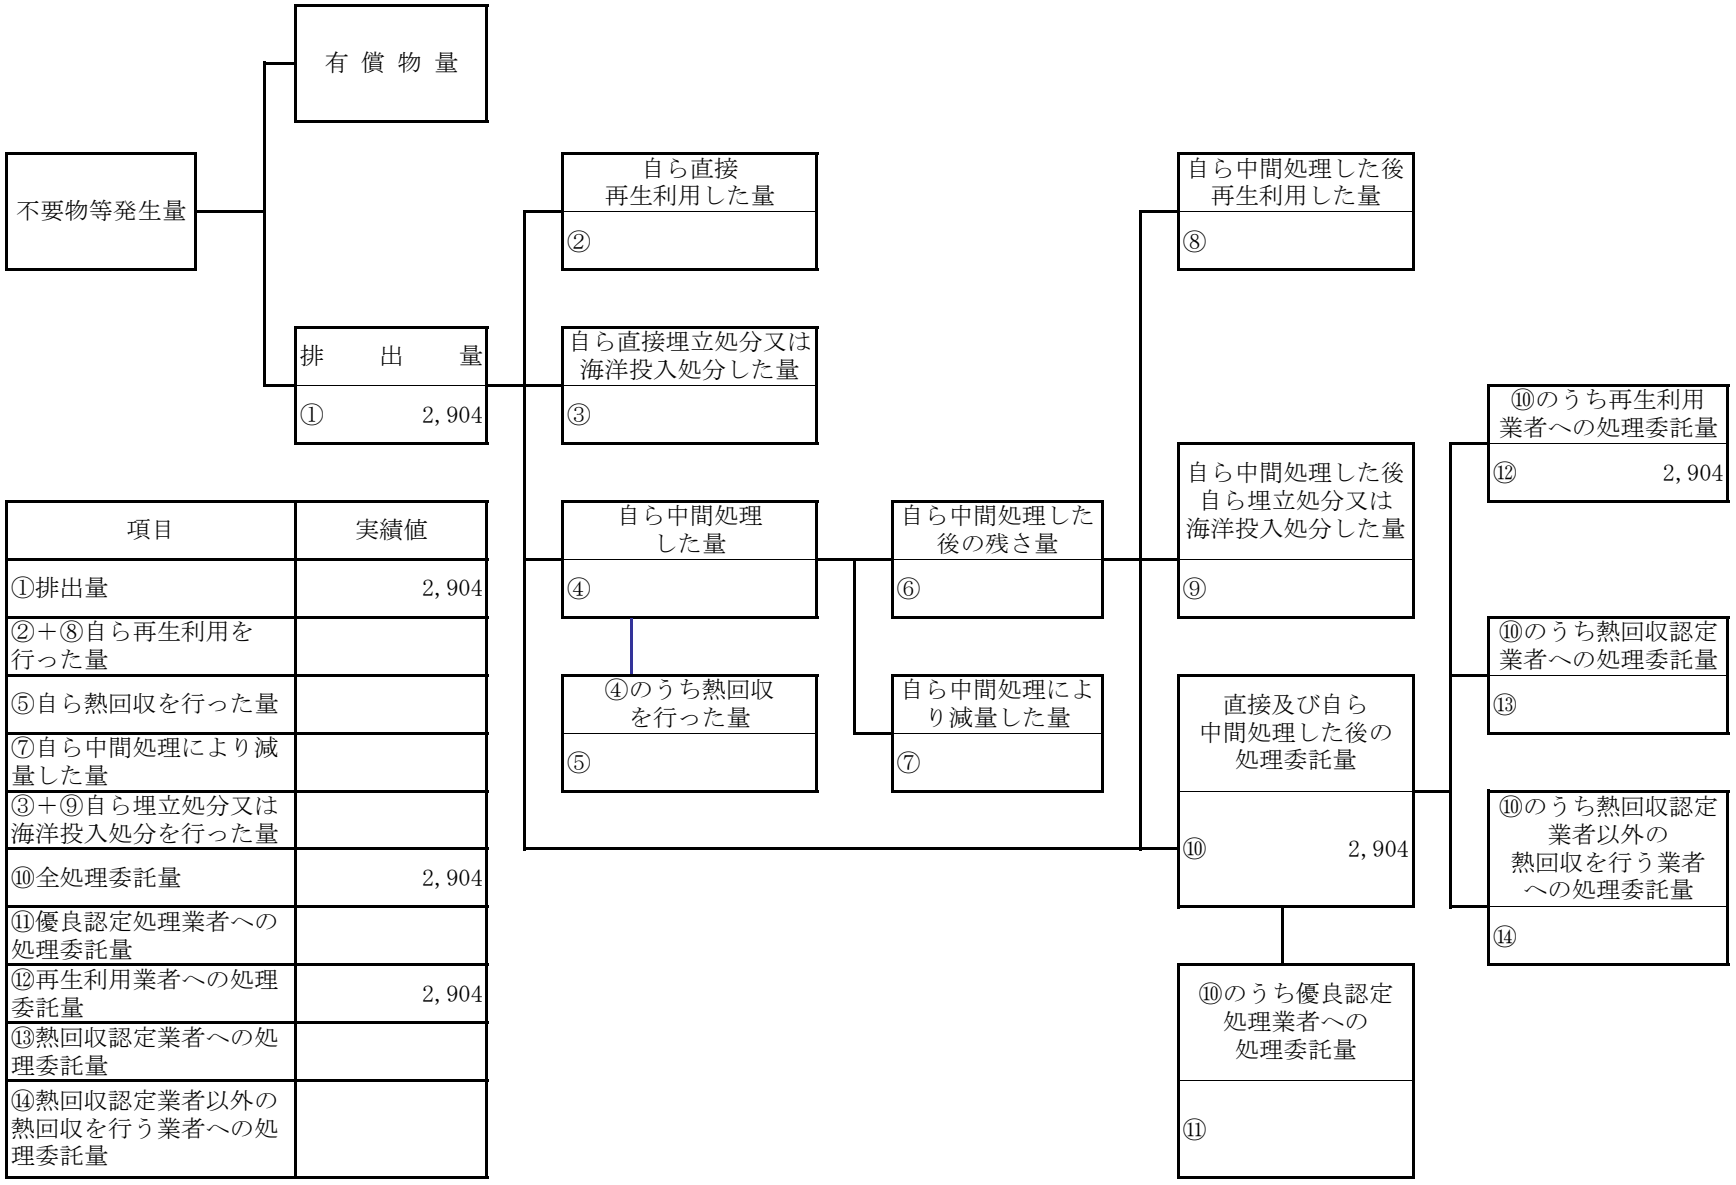 有償物量
不要物等発生量
自ら直接
再生利用した量
②
自ら中間処理した後
再生利用した量
⑧
排出量
① 2,904
自ら直接埋立処分又は
海洋投入処分した量
③
⑩のうち再生利用
業者への処理委託量
⑫ 2,904
自ら中間処理
した量
④
自ら中間処理した
後の残さ量
⑥
自ら中間処理した後
自ら埋立処分又は
海洋投入処分した量
⑨
⑩のうち熱回収認定
業者への処理委託量
⑬
④のうち熱回収
を行った量
⑤
自ら中間処理によ
り減量した量
⑦
直接及び自ら
中間処理した後の
処理委託量
⑩ 2,904
⑩のうち熱回収認定
業者以外の
熱回収を行う業者
への処理委託量
⑭
⑩のうち優良認定
処理業者への
処理委託量
⑪
項目 実績値
①排出量 2,904
②+⑧自ら再生利用を
行った量
⑤自ら熱回収を行った量
⑦自ら中間処理により減
量した量
③+⑨自ら埋立処分又は
海洋投入処分を行った量
⑩全処理委託量 2,904
⑪優良認定処理業者への
処理委託量
⑫再生利用業者への処理
委託量 2,904
⑬熱回収認定業者への処
理委託量
⑭熱回収認定業者以外の
熱回収を行う業者への処
理委託量